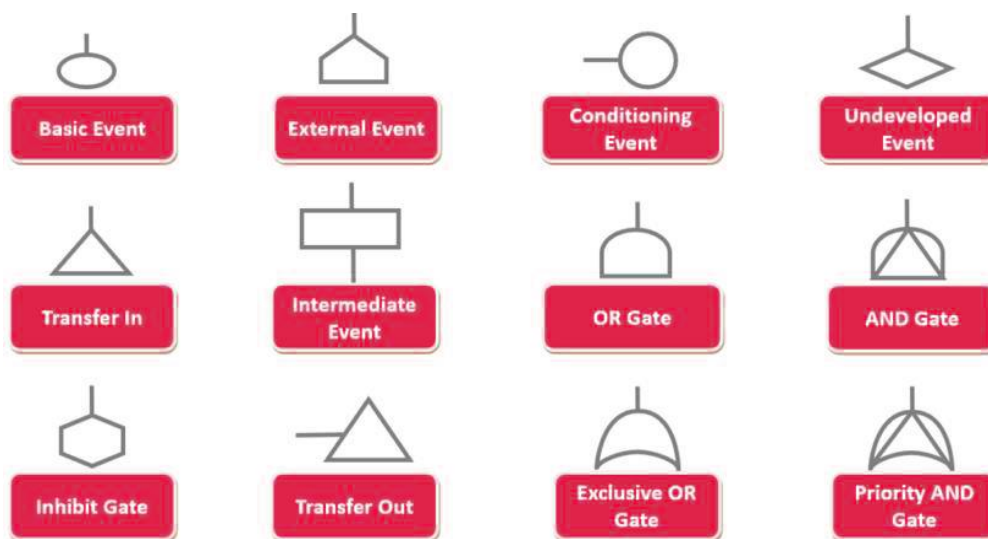 Basic Event
External Event
Conditioning
Event
Undeveloped
Event
Transfer In
Intermediate
Event
OR Gate
AND Gate
Inhibit Gate
Transfer Out
Exclusive OR
Gate
Priority AND
Gate